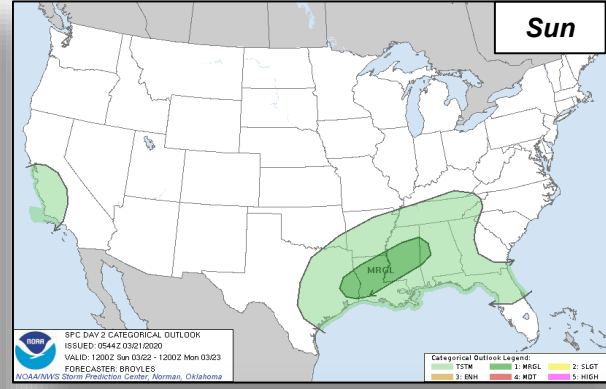 Sun
MRGL
NOAA
SPC DAY 2 CATEGORICAL OUTLOOK
ISSUED: 0544Z 03/21/2020
VALID: 1200Z Sun 03/22 - 1200Z Mon 03/23
FORECASTER: BROYLES
NOAA/NWS Storm Prediction Center, Norman, Oklahoma
Categorical Outlook Legend:
TSTM 1: MRGL 2: SLGT
3: ENH 4: MDT 5: HIGH